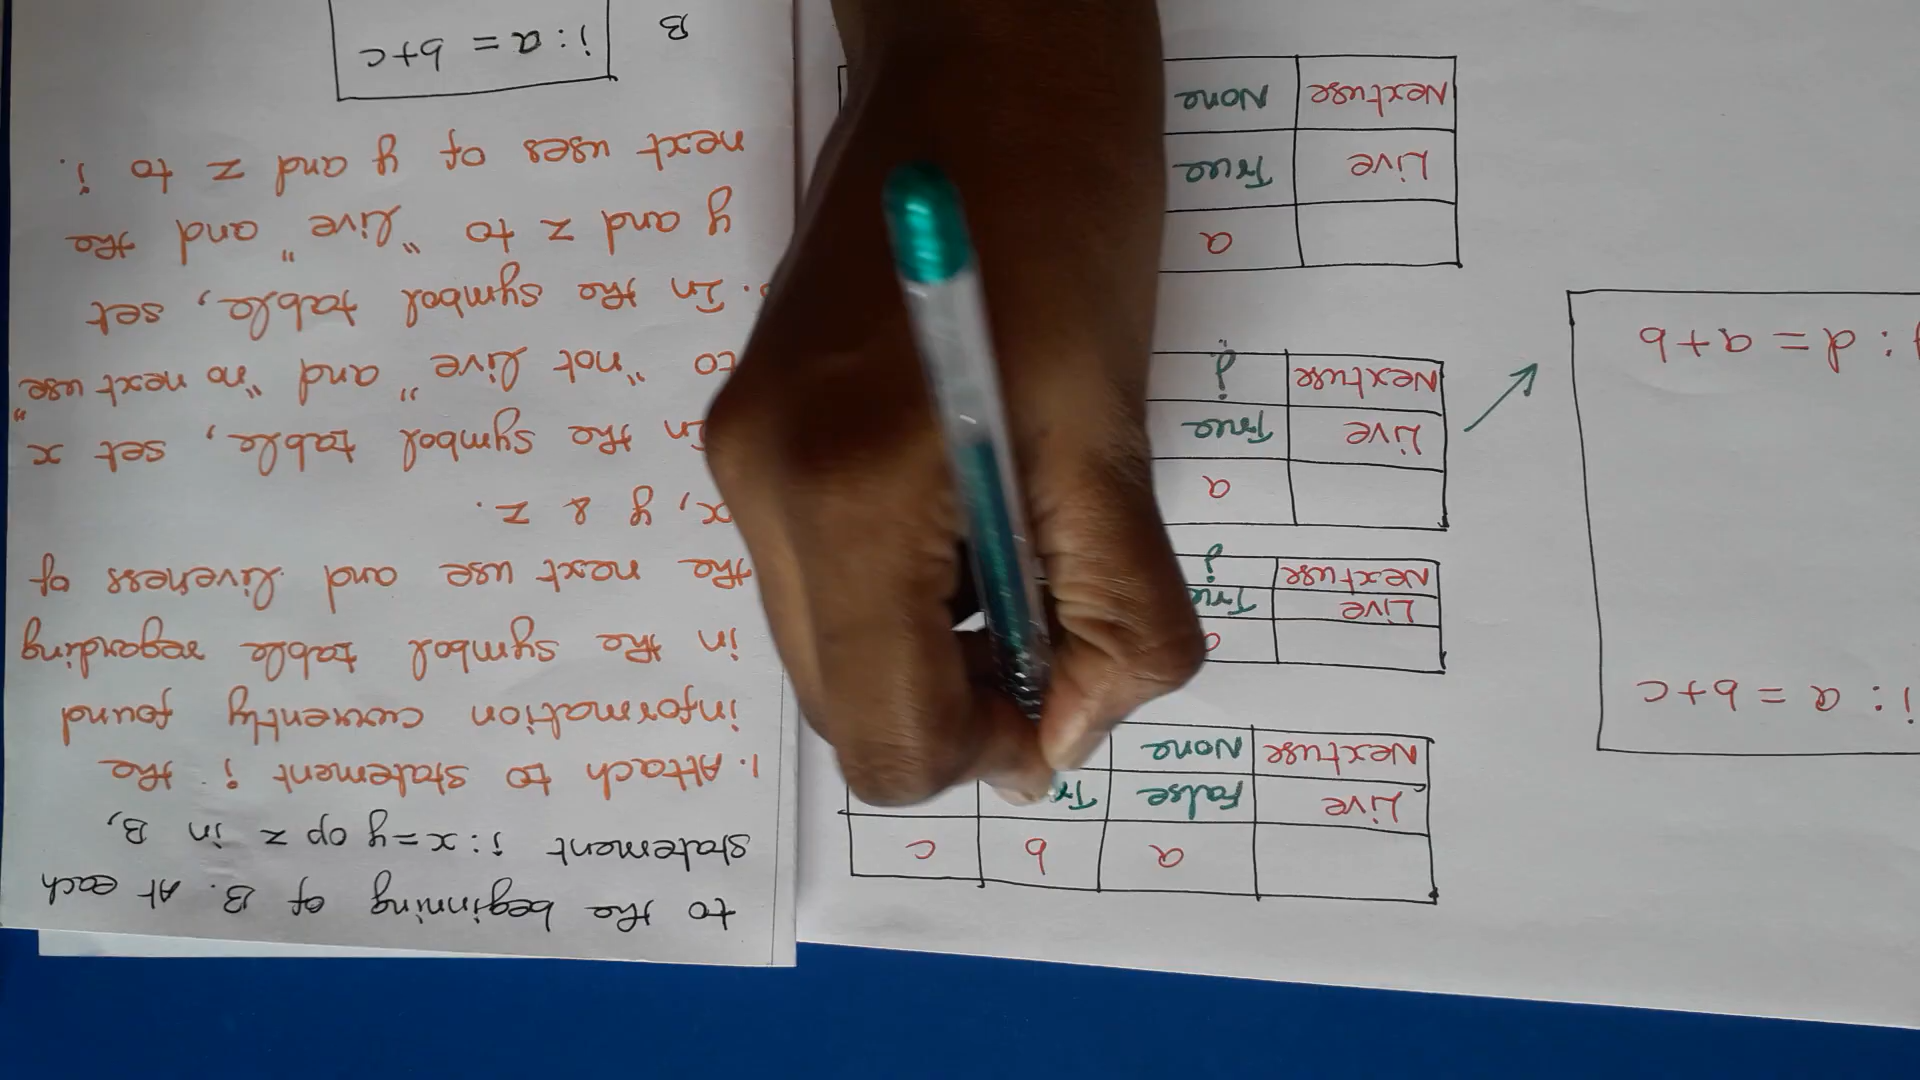 i : a = b+c
j : d = a+b
a b c
Live False Tr
Nextuse None
Live True
Nextuse j
a
Live True
Nextuse j
a
Live True
Nextuse None
to the beginning of B. At each
statement i: x=y op z in B,
1. Attach to statement i the
information currently found
in the symbol table regarding
the next use and liveness of
x, y & z.
In the symbol table, set x
to "not live" and "no next use"
In the symbol table, set
y and z to "live" and the
next uses of y and z to i.
B i: a = b+c